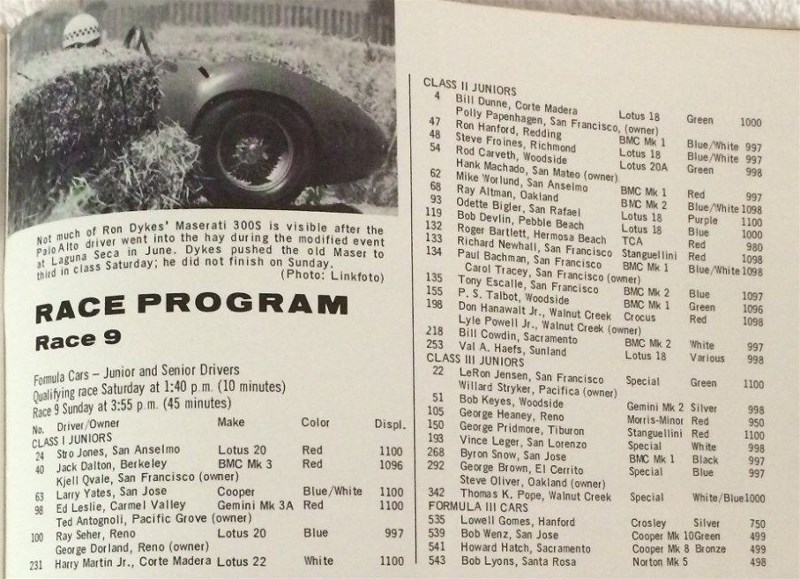 Not much of Ron Dykes' Maserati 300S is visible after the
Palo Alto driver went into the hay during the modified event
at Laguna Seca in June. Dykes pushed the old Maser to
third in class Saturday; he did not finish on Sunday.
(Photo: Linkfoto)
RACE PROGRAM
Race 9
Formula Cars – Junior and Senior Drivers
Qualifying race Saturday at 1:40 p.m. (10 minutes)
Race 9 Sunday at 3:55 p.m. (45 minutes)
No. Driver/Owner Make Color Displ.
CLASS I JUNIORS
24 Stro Jones, San Anselmo Lotus 20 Red 1100
40 Jack Dalton, Berkeley BMC Mk 3 Red 1096
Kjell Qvale, San Francisco (owner)
63 Larry Yates, San Jose Cooper Blue/White 1100
98 Ed Leslie, Carmel Valley Gemini Mk 3A Red 1100
Ted Antognoli, Pacific Grove (owner)
100 Ray Seher, Reno Lotus 20 Blue 997
George Dorland, Reno (owner)
231 Harry Martin Jr., Corte Madera Lotus 22 White 1100
CLASS II JUNIORS
4 Bill Dunne, Corte Madera Lotus 18 Green 1000
Polly Papenhagen, San Francisco, (owner)
47 Ron Hanford, Redding BMC Mk 1 Blue/White 997
48 Steve Froines, Richmond Lotus 18 Blue/White 997
54 Rod Carveth, Woodside Lotus 20A Green 998
Hank Machado, San Mateo (owner)
62 Mike Worlund, San Anselmo BMC Mk 1 Red 997
68 Ray Altman, Oakland BMC Mk 2 Blue/White 1098
93 Odette Bigler, San Rafael Lotus 18 Purple 1100
119 Bob Devlin, Pebble Beach Lotus 18 Blue 1000
132 Roger Bartlett, Hermosa Beach TCA Red 980
133 Richard Newhall, San Francisco Stanguellini Red 1098
134 Paul Bachman, San Francisco BMC Mk 1 Blue/White 1098
Carol Tracey, San Francisco (owner)
135 Tony Escalle, San Francisco BMC Mk 2 Blue 1097
155 P. S. Talbot, Woodside BMC Mk 1 Green 1096
198 Don Hanawalt Jr., Walnut Creek Crocus Red 1098
Lyle Powell Jr., Walnut Creek (owner)
218 Bill Cowdin, Sacramento BMC Mk 2 White 997
253 Val A. Haefs, Sunland Lotus 18 Various 998
CLASS III JUNIORS
22 LeRon Jensen, San Francisco Special Green 1100
Willard Stryker, Pacifica (owner)
51 Bob Keyes, Woodside Gemini Mk 2 Silver 998
105 George Heaney, Reno Morris-Minor Red 950
150 George Pridmore, Tiburon Stanguellini Red 1100
193 Vince Leger, San Lorenzo Special White 998
268 Byron Snow, San Jose BMC Mk 1 Black 997
292 George Brown, El Cerrito Special Blue 997
Steve Oliver, Oakland (owner)
342 Thomas K. Pope, Walnut Creek Special White/Blue1000
FORMULA III CARS
535 Lowell Gomes, Hanford Crosley Silver 750
539 Bob Wenz, San Jose Cooper Mk 10Green 499
541 Howard Hatch, Sacramento Cooper Mk 8 Bronze 499
543 Bob Lyons, Santa Rosa Norton Mk 5 498